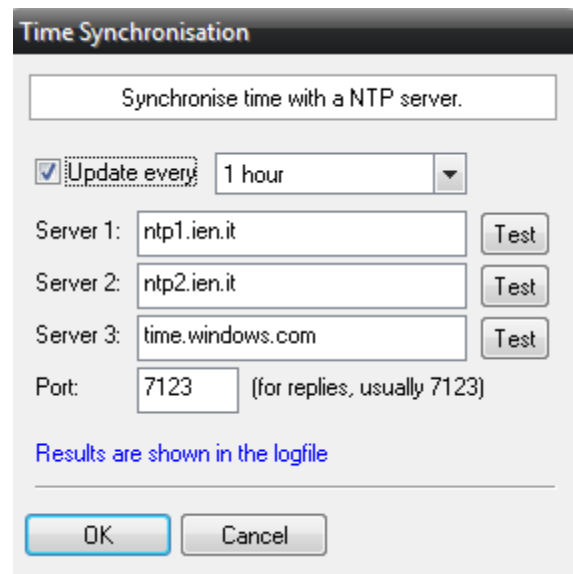 Time Synchronisation
Synchronise time with a NTP server.
Update every 1 hour
Server 1: ntp1.ien.it Test
Server 2: ntp2.ien.it Test
Server 3: time.windows.com Test
Port: 7123 (for replies, usually 7123)
Results are shown in the logfile
OK Cancel